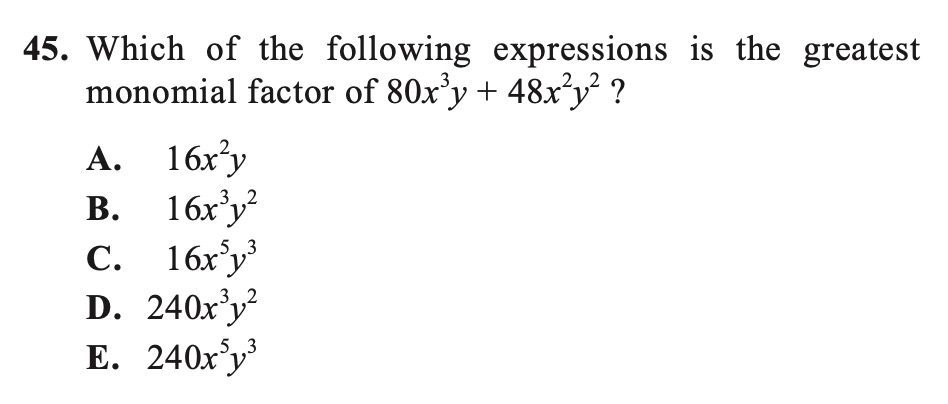 45. Which of the following expressions is the greatest
monomial factor of 80x³y + 48x²y² ?
A. 16x²y
B. 16x³y²
C. 16x⁵y³
D. 240x³y²
E. 240x⁵y³